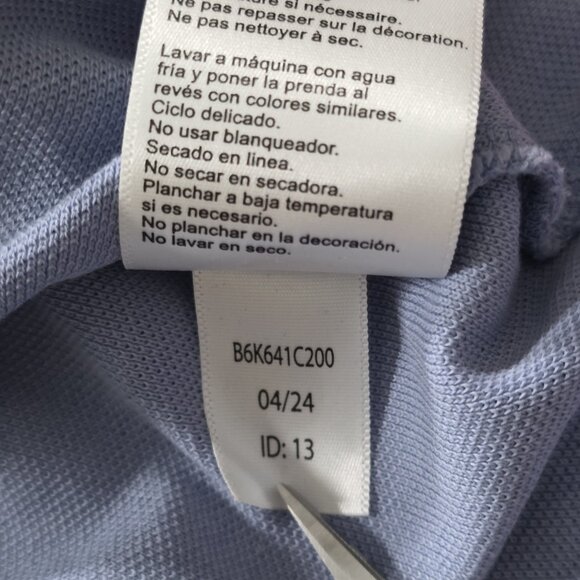 si nécessaire.
Ne pas repasser sur la décoration.
Ne pas nettoyer à sec.
Lavar a máquina con agua
fría y poner la prenda al
revés con colores similares.
Ciclo delicado.
No usar blanqueador.
Secado en línea.
No secar en secadora.
Planchar a baja temperatura
si es necesario.
No planchar en la decoración.
No lavar en seco.
B6K641C200
04/24
ID: 13